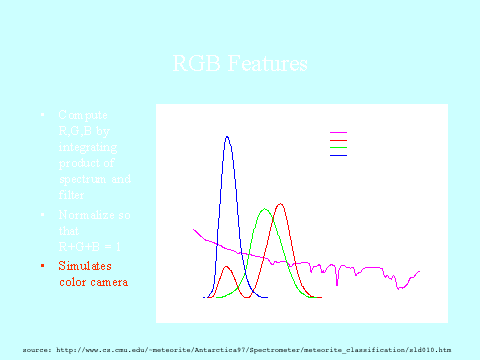 RGB Features
• Compute
R,G,B by
integrating
product of
spectrum and
filter
• Normalize so
that
R+G+B = 1
• Simulates
color camera
source: http://www.cs.cmu.edu/~meteorite/Antarctica97/Spectrometer/meteorite_classification/sld010.htm